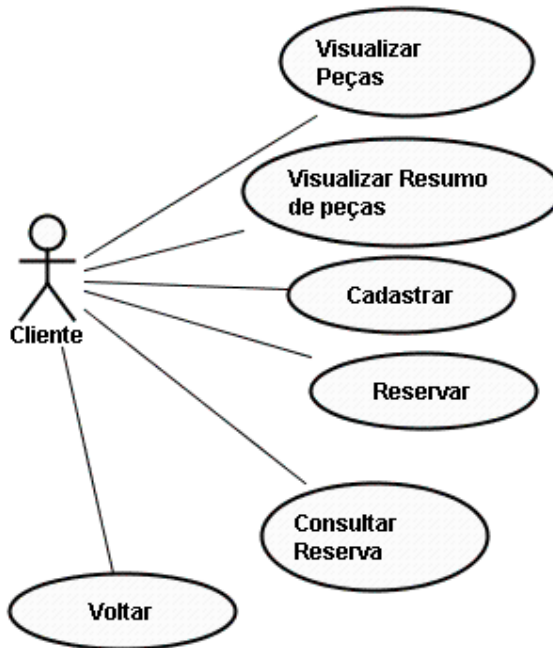 Visualizar
Peças
Visualizar Resumo
de peças
Cadastrar
Cliente
Reservar
Consultar
Reserva
Voltar